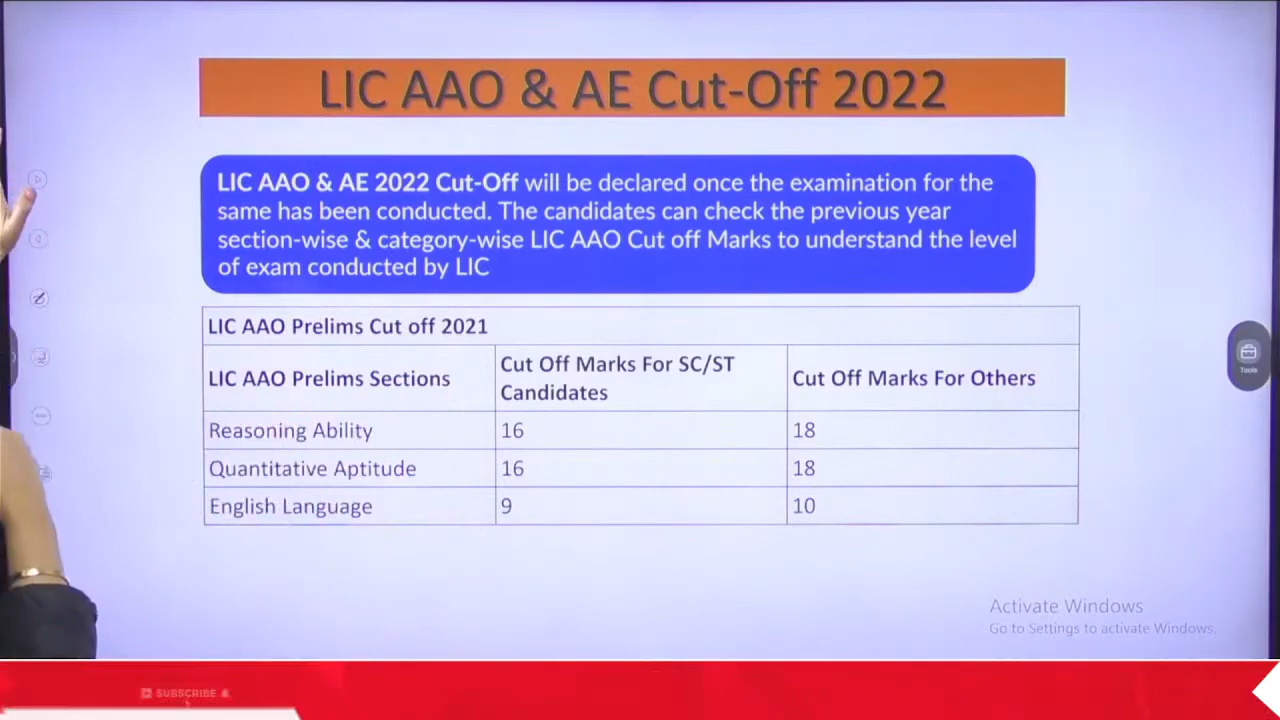 LIC AAO & AE Cut-Off 2022
LIC AAO & AE 2022 Cut-Off will be declared once the examination for the
same has been conducted. The candidates can check the previous year
section-wise & category-wise LIC AAO Cut off Marks to understand the level
of exam conducted by LIC
LIC AAO Prelims Cut off 2021
LIC AAO Prelims Sections
Cut Off Marks For SC/ST
Candidates
Cut Off Marks For Others
Reasoning Ability 16 18
Quantitative Aptitude 16 18
English Language 9 10
Tools
Activate Windows
Go to Settings to activate Windows.
SUBSCRIBE